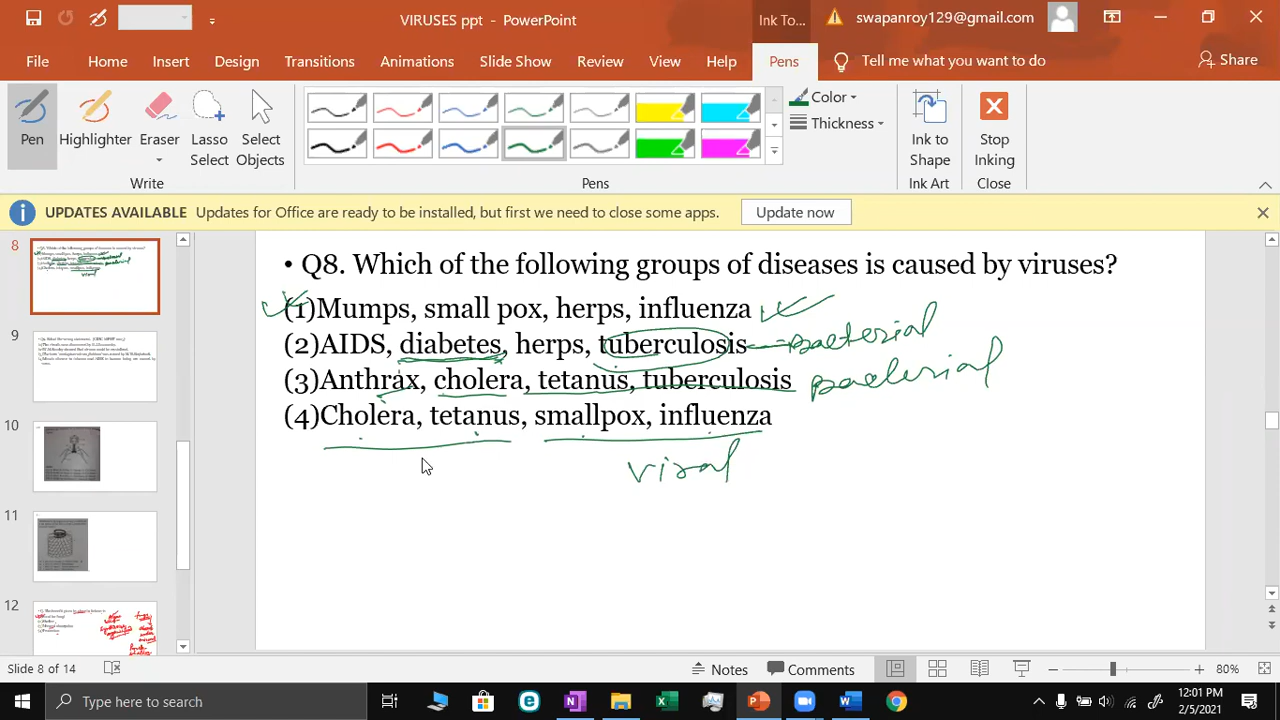 VIRUSES ppt - PowerPoint
Ink To...
swapanroy129@gmail.com
File Home Insert Design Transitions Animations Slide Show Review View Help Pens Tell me what you want to do Share
Pen Highlighter Eraser Lasso Select Select Objects
Color
Thickness
Ink to Shape
Stop Inking
Write Pens Ink Art Close
UPDATES AVAILABLE Updates for Office are ready to be installed, but first we need to close some apps. Update now
8
9
10
11
12
• Q8. Which of the following groups of diseases is caused by viruses?
(1)Mumps, small pox, herps, influenza
(2)AIDS, diabetes, herps, tuberculosis bacterial
(3)Anthrax, cholera, tetanus, tuberculosis bacterial
(4)Cholera, tetanus, smallpox, influenza
viral
Slide 8 of 14 Notes Comments 80%
Type here to search
12:01 PM
2/5/2021